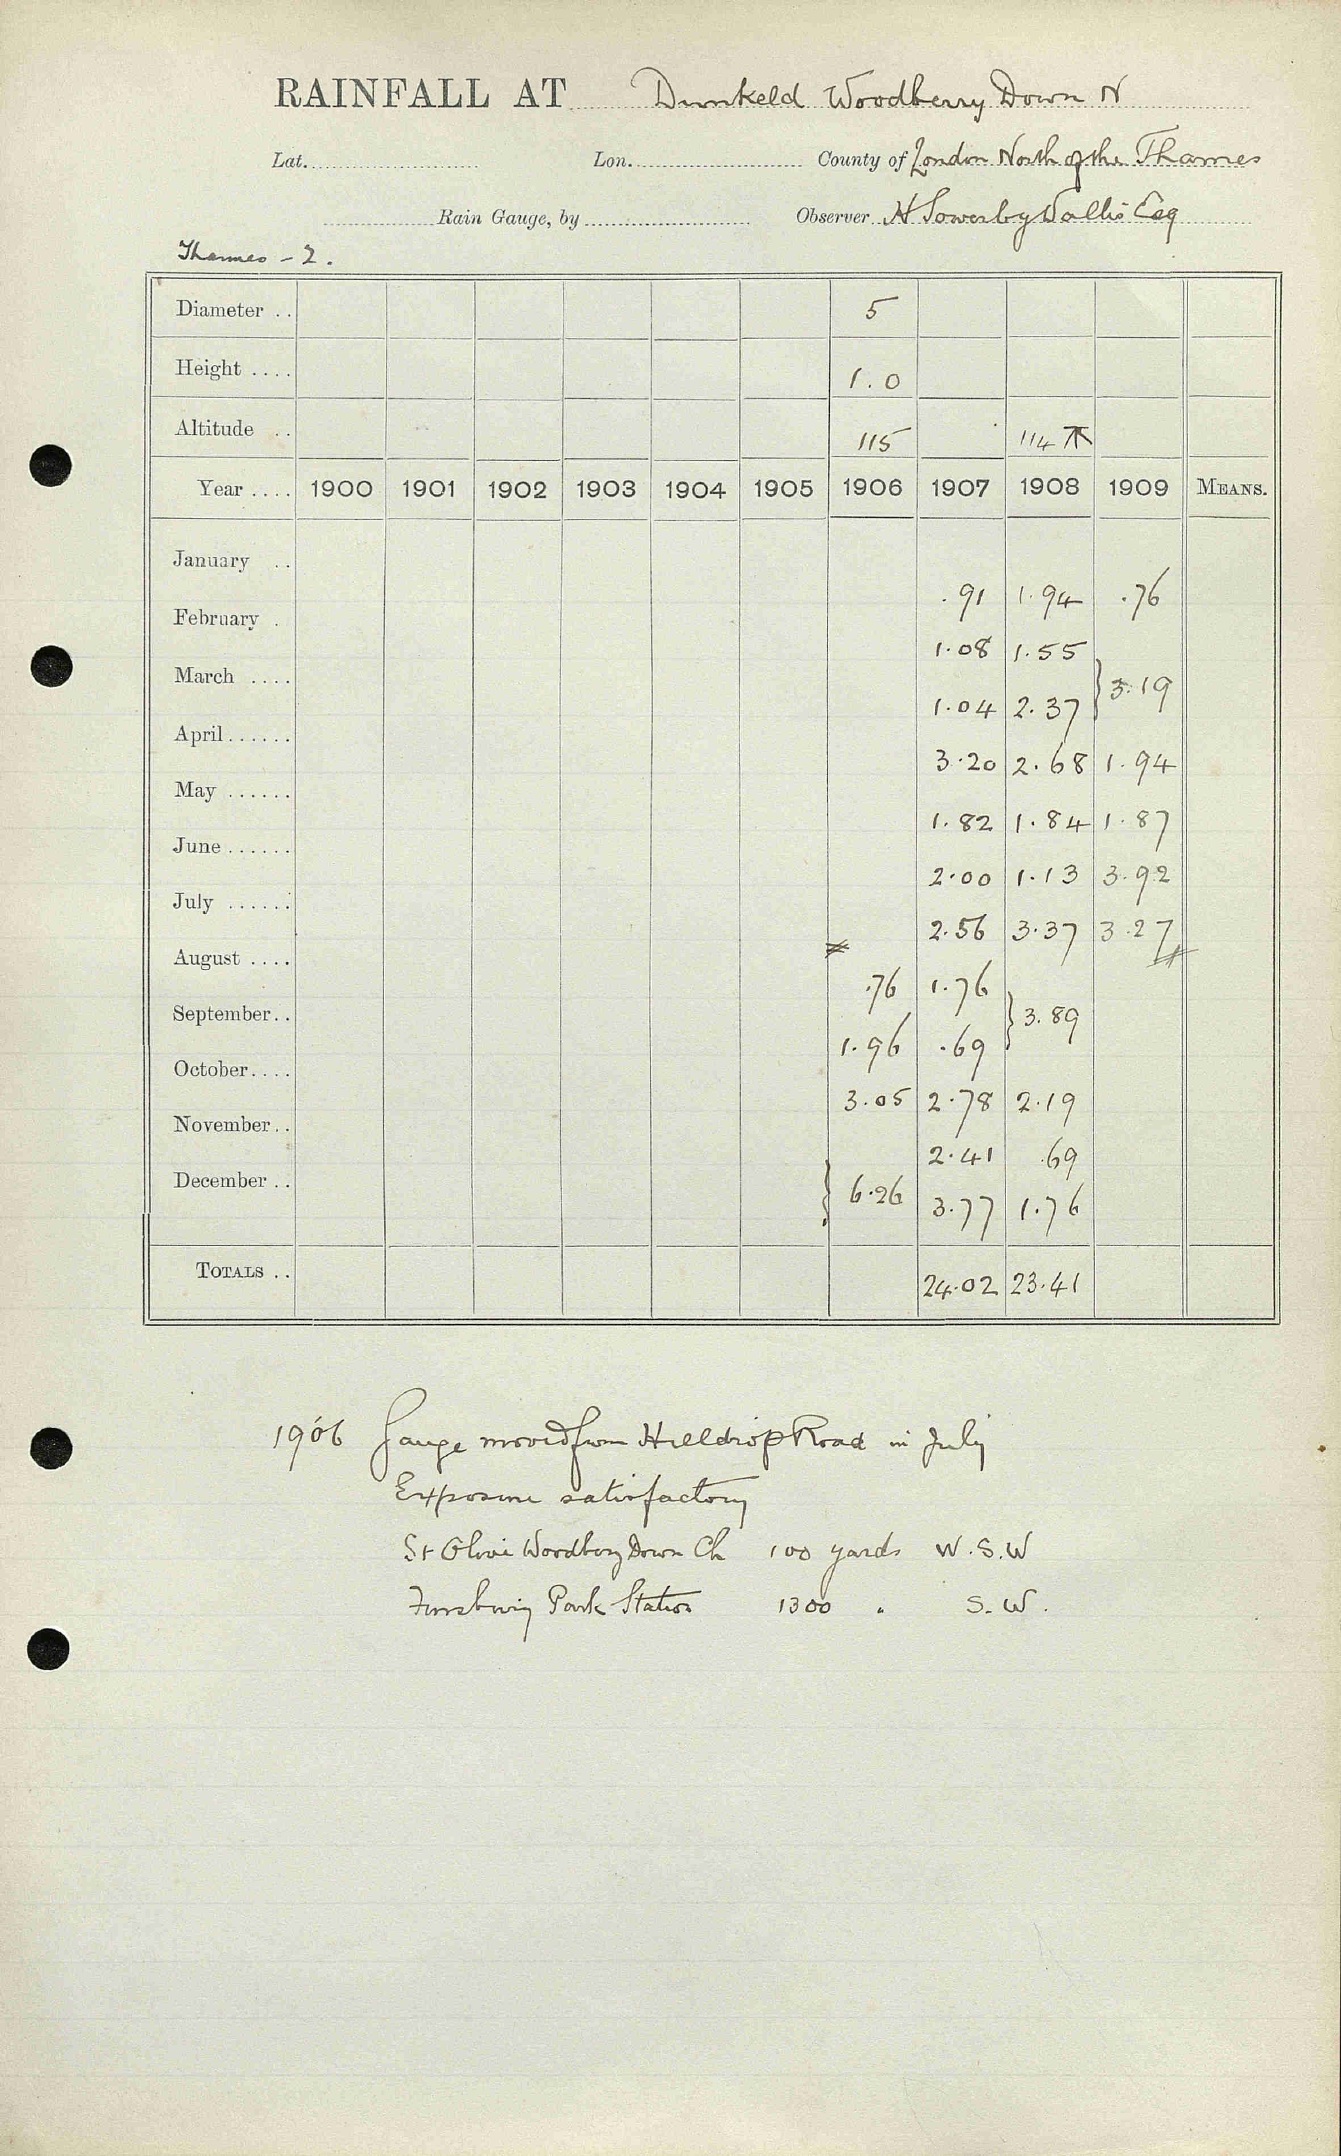 RAINFALL AT Dunkeld Woodberry Down N
Lat. Lon. County of London North of the Thames
Rain Gauge, by Observer H Sowerby Wallis Esq
Thames - 2.
Diameter .. 5
Height .... 1.0
Altitude .. 115 114
Year .... 1900 1901 1902 1903 1904 1905 1906 1907 1908 1909 MEANS.
January ..
.91 1.94 .76
February .
1.08 1.55
March ....
} 3.19
1.04 2.37
April ......
3.20 2.68 1.94
May ......
1.82 1.84 1.87
June ......
2.00 1.13 3.92
July ......
2.56 3.37 3.27
August ....
.76 1.76
September ..
} 3.89
1.96 .69
October ....
3.05 2.78 2.19
November ..
2.41 .69
December ..
} 6.26 3.77 1.76
TOTALS .. 24.02 23.41
1906 Gauge moved from Hilldrop Road in July
Exposure satisfactory
St Olave Woodberry Down Ch 100 yards W.S.W
Finsbury Park Station 1300 " S.W.